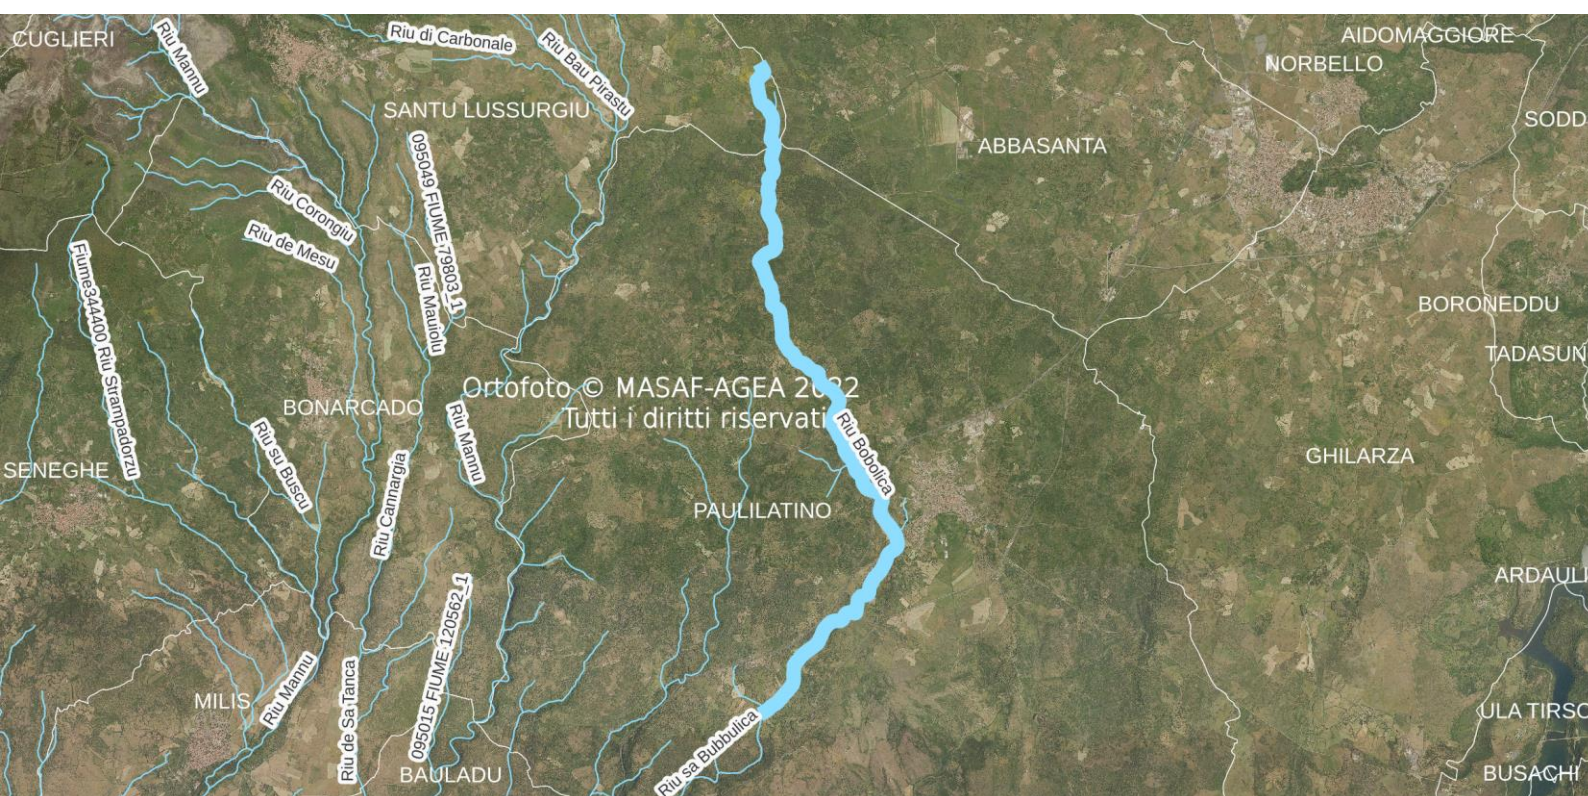 CUGLIERI
Riu Mannu
Riu di Carbonale
Riu Bau Pirastu
AIDOMAGGIORE
NORBELLO
SANTU LUSSURGIU
SODD
ABBASANTA
095049 FIUME 79803_1
Riu Corongiu
Riu de Mesu
Riu Mauiolu
Fiume344400 Riu Strampadorzu
BORONEDDU
TADASUN
Ortofoto © MASAF-AGEA 2022
Tutti i diritti riservati
BONARCADO
Riu Mannu
Riu Bobolica
Riu su Buscu
GHILARZA
SENEGHE
Riu Cannargia
PAULILATINO
ARDAULI
095015 FIUME 120562_1
Riu Mannu
Riu de Sa Tanca
MILIS
ULA TIRSO
Riu sa Bubbulica
BAULADU
BUSACHI